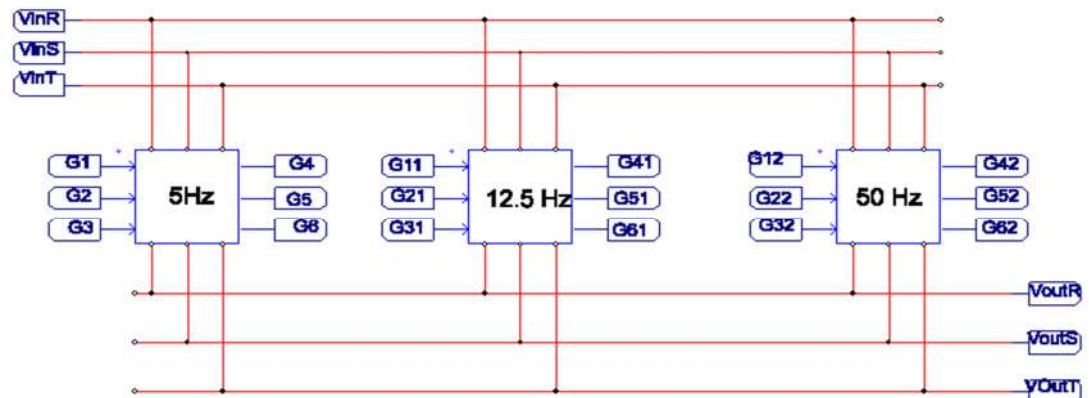 VinR
VinS
VinT
G1 G4 G11 G41 G12 G42
G2 5Hz G5 G21 12.5 Hz G51 G22 50 Hz G52
G3 G6 G31 G61 G32 G62
VoutR
VoutS
VOutT